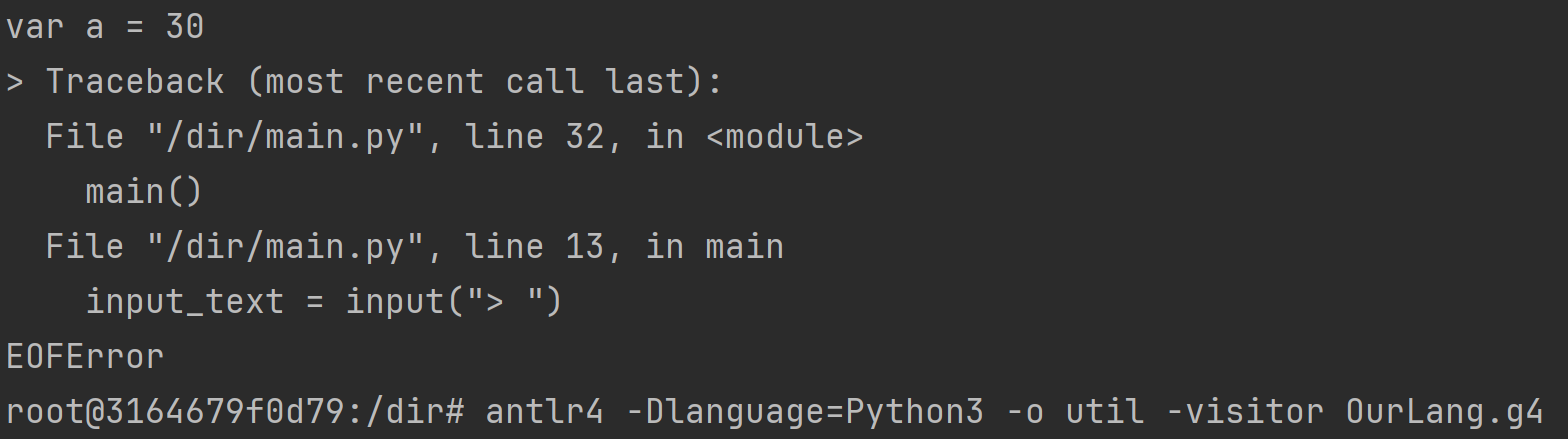 var a = 30
> Traceback (most recent call last):
  File "/dir/main.py", line 32, in <module>
    main()
  File "/dir/main.py", line 13, in main
    input_text = input("> ")
EOFError
root@3164679f0d79:/dir# antlr4 -Dlanguage=Python3 -o util -visitor OurLang.g4